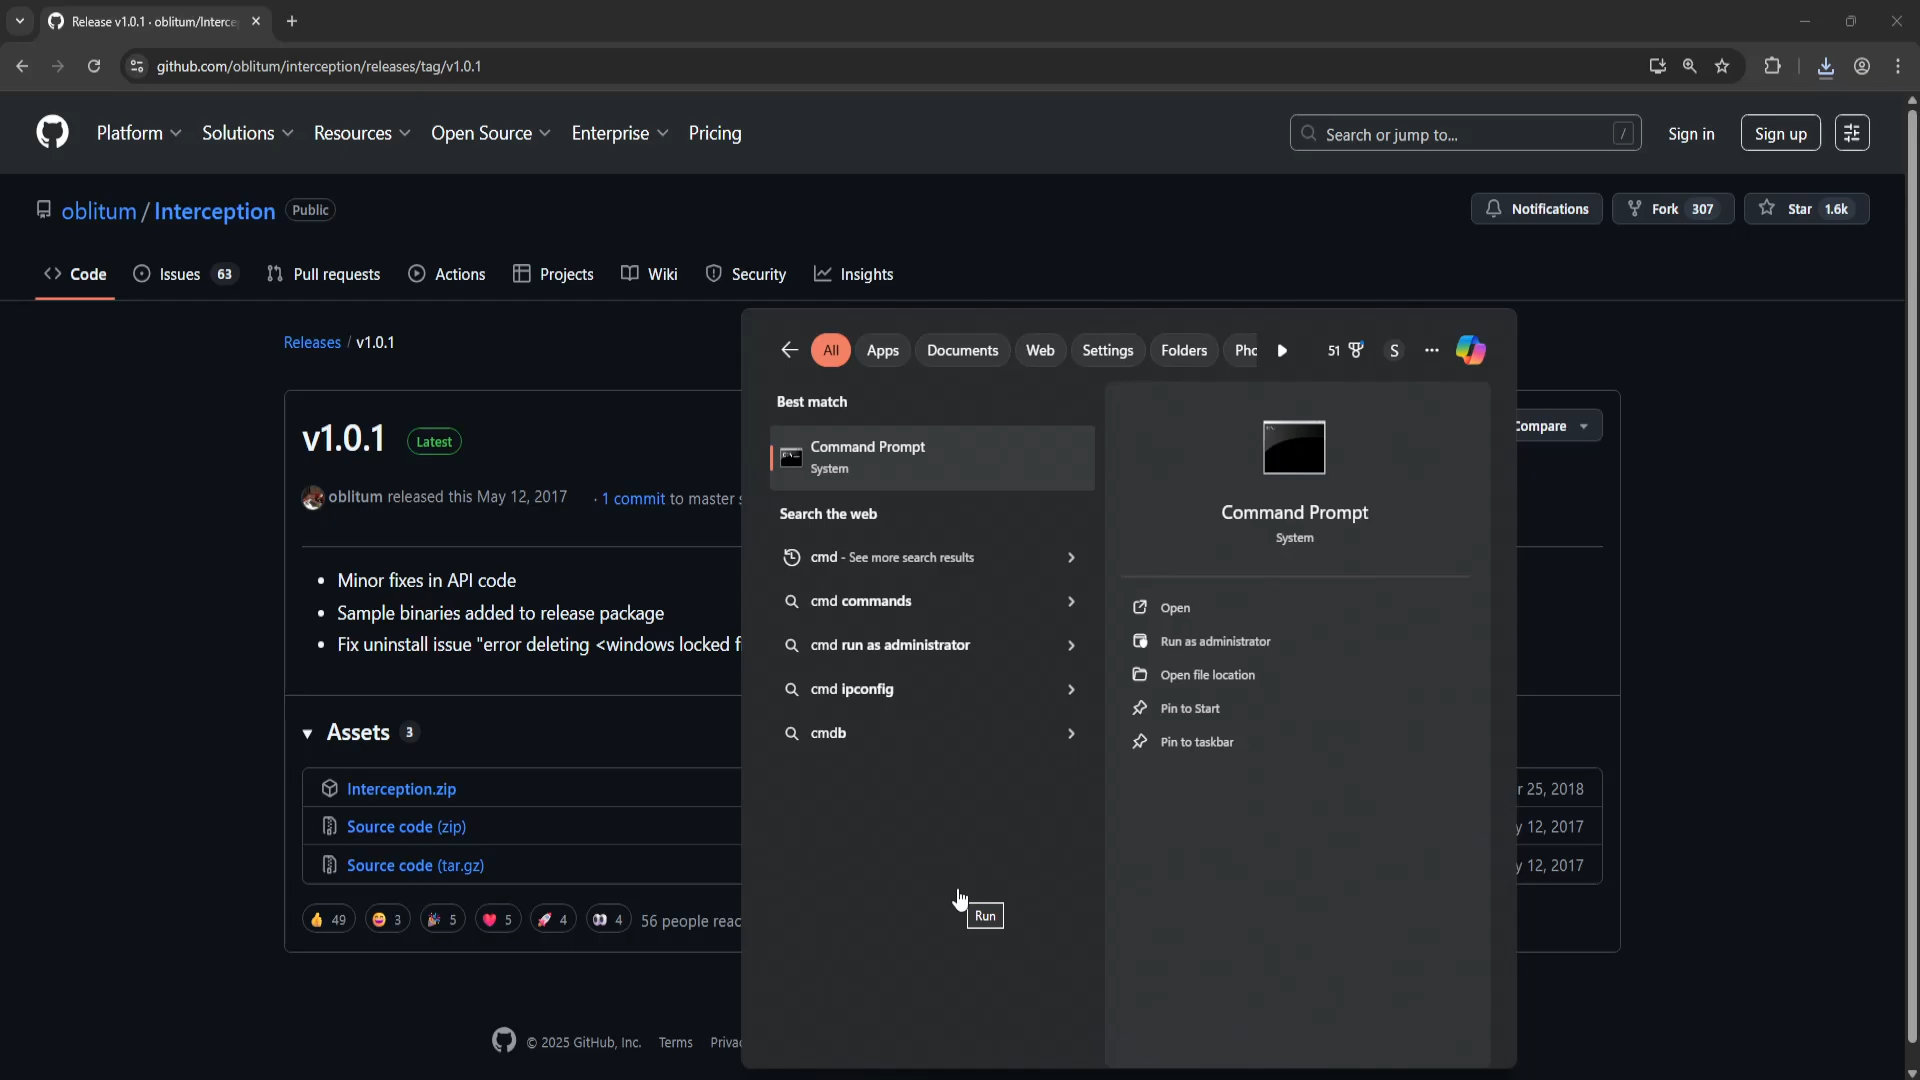 Release v1.0.1 · oblitum/Interce
github.com/oblitum/interception/releases/tag/v1.0.1
Platform
Solutions
Resources
Open Source
Enterprise
Pricing
Search or jump to...
/
Sign in
Sign up
oblitum / Interception
Public
Notifications
Fork 307
Star 1.6k
Code
Issues 63
Pull requests
Actions
Projects
Wiki
Security
Insights
Releases / v1.0.1
v1.0.1
Latest
Compare
oblitum released this May 12, 2017 · 1 commit to master s
Minor fixes in API code
Sample binaries added to release package
Fix uninstall issue "error deleting <windows locked f
Assets 3
Interception.zip
r 25, 2018
Source code (zip)
y 12, 2017
Source code (tar.gz)
y 12, 2017
49
3
5
5
4
4
56 people reac
© 2025 GitHub, Inc.
Terms
Privac
All
Apps
Documents
Web
Settings
Folders
Pho
51
S
Best match
Command Prompt
System
Search the web
cmd - See more search results
cmd commands
cmd run as administrator
cmd ipconfig
cmdb
Run
Command Prompt
System
Open
Run as administrator
Open file location
Pin to Start
Pin to taskbar